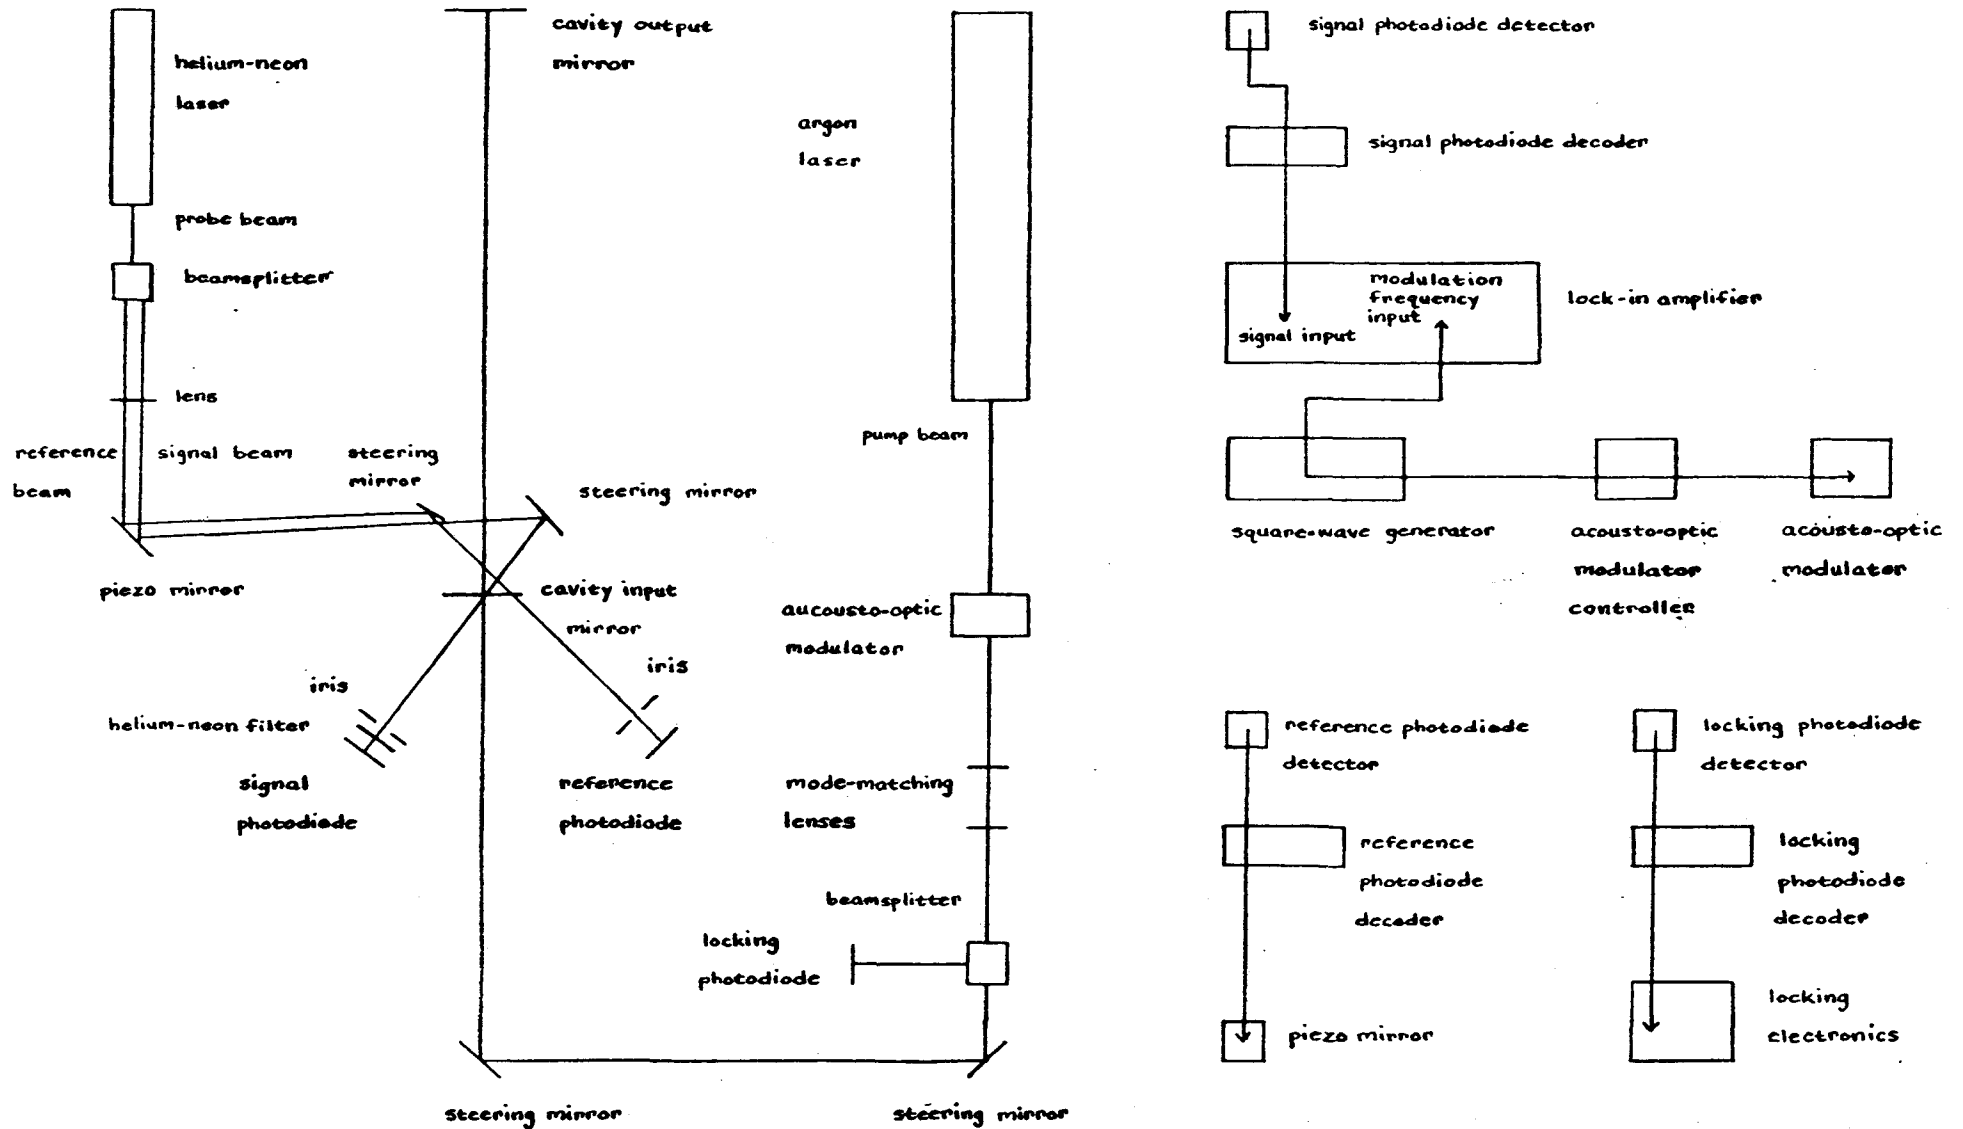 helium-neon
laser
probe beam
beamsplitter
lens
reference
beam
signal beam
steering
mirror
piezo mirror
cavity output
mirror
steering mirror
cavity input
mirror
iris
iris
helium-neon filter
signal
photodiode
reference
photodiode
argon
laser
pump beam
aucousto-optic
modulator
mode-matching
lenses
beamsplitter
locking
photodiode
steering mirror
steering mirror
signal photodiode detector
signal photodiode decoder
modulation
frequency
input
signal input
lock-in amplifier
square-wave generator
acousto-optic
modulator
controller
acousto-optic
modulator
reference photodiode
detector
reference
photodiode
decoder
piezo mirror
locking photodiode
detector
locking
photodiode
decoder
locking
electronics